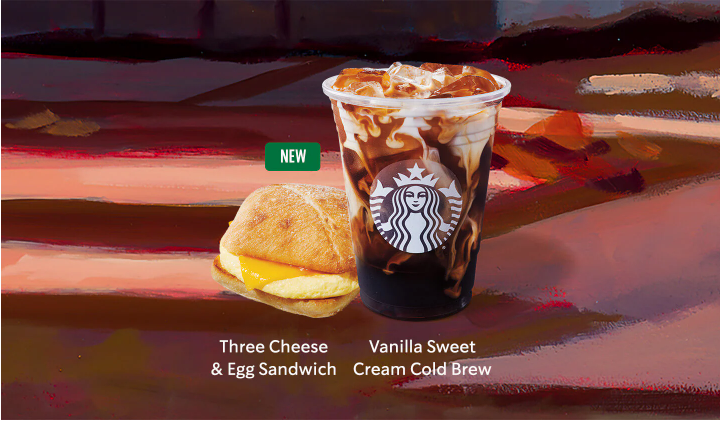 NEW
Three Cheese
& Egg Sandwich
Vanilla Sweet
Cream Cold Brew